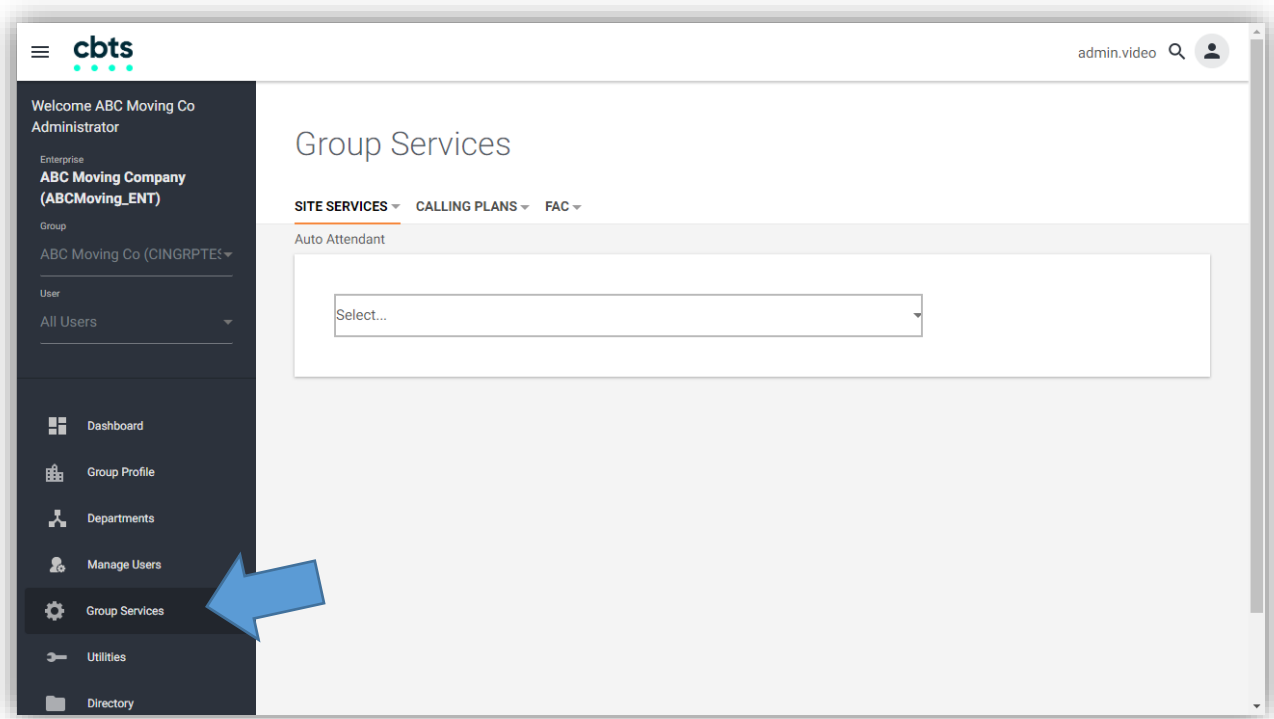 cbts
admin.video
Welcome ABC Moving Co
Administrator
Enterprise
ABC Moving Company
(ABCMoving_ENT)
Group
ABC Moving Co (CINGRPTES
User
All Users
Dashboard
Group Profile
Departments
Manage Users
Group Services
Utilities
Directory
Group Services
SITE SERVICES CALLING PLANS FAC
Auto Attendant
Select...